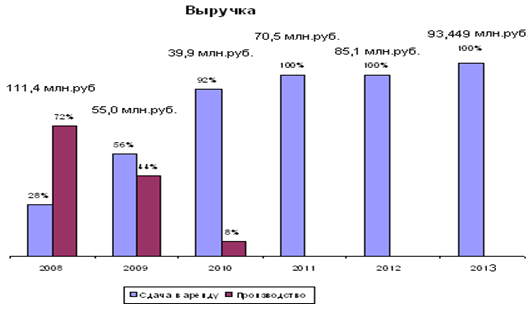 Выручка
111,4 млн.руб
55,0 млн.руб.
39,9 млн.руб.
70,5 млн.руб.
85,1 млн.руб.
93,449 млн.руб.
28%
72%
56%
44%
92%
8%
100%
100%
100%
2008
2009
2010
2011
2012
2013
Сдача в аренду
Производство